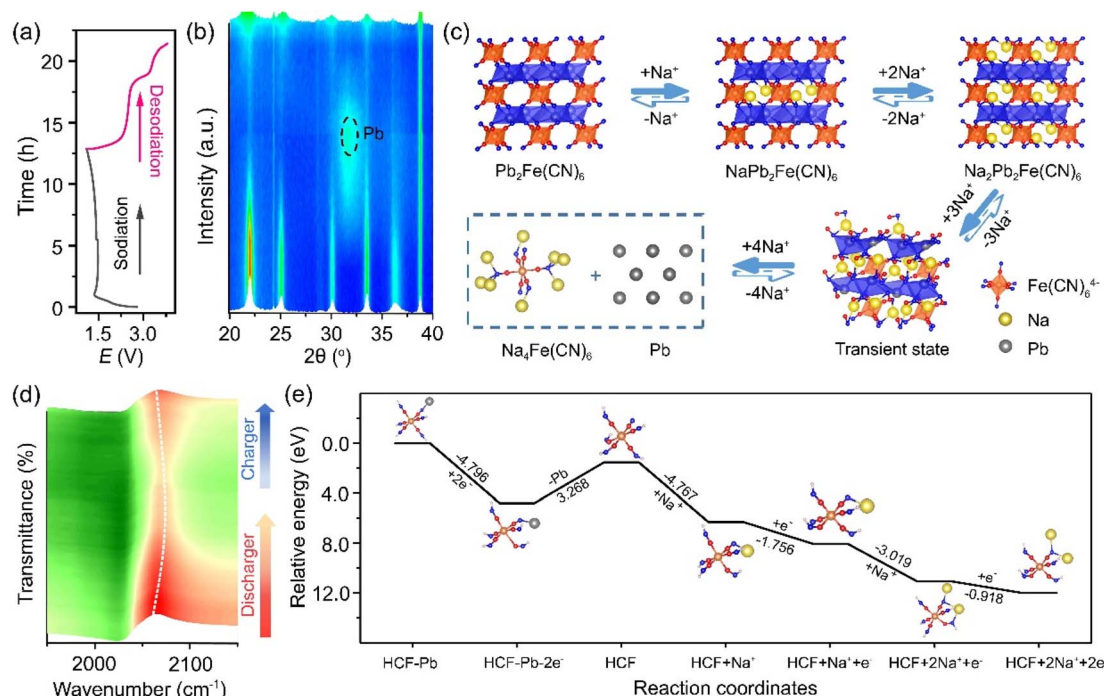 (a)
20
15
10
5
0
Time (h)
Desodiation
Sodiation
1.5 3.0
E (V)
(b)
Intensity (a.u.)
Pb
20 25 30 35 40
2θ (°)
(c)
+Na⁺
-Na⁺
+2Na⁺
-2Na⁺
Pb₂Fe(CN)₆
NaPb₂Fe(CN)₆
Na₂Pb₂Fe(CN)₆
+3Na⁺
-3Na⁺
+4Na⁺
-4Na⁺
+
Na₄Fe(CN)₆
Pb
Transient state
Fe(CN)₆⁴⁻
Na
Pb
(d)
Transmittance (%)
Charger
Discharger
2000 2100
Wavenumber (cm⁻¹)
(e)
Relative energy (eV)
0.0
4.0
8.0
12.0
-4.796
+2e⁻
-Pb
3.268
-4.767
+Na⁺
+e⁻
-1.756
-3.019
+Na⁺
+e⁻
-0.918
HCF-Pb HCF-Pb-2e⁻ HCF HCF+Na⁺ HCF+Na⁺+e⁻ HCF+2Na⁺+e⁻ HCF+2Na⁺+2e
Reaction coordinates